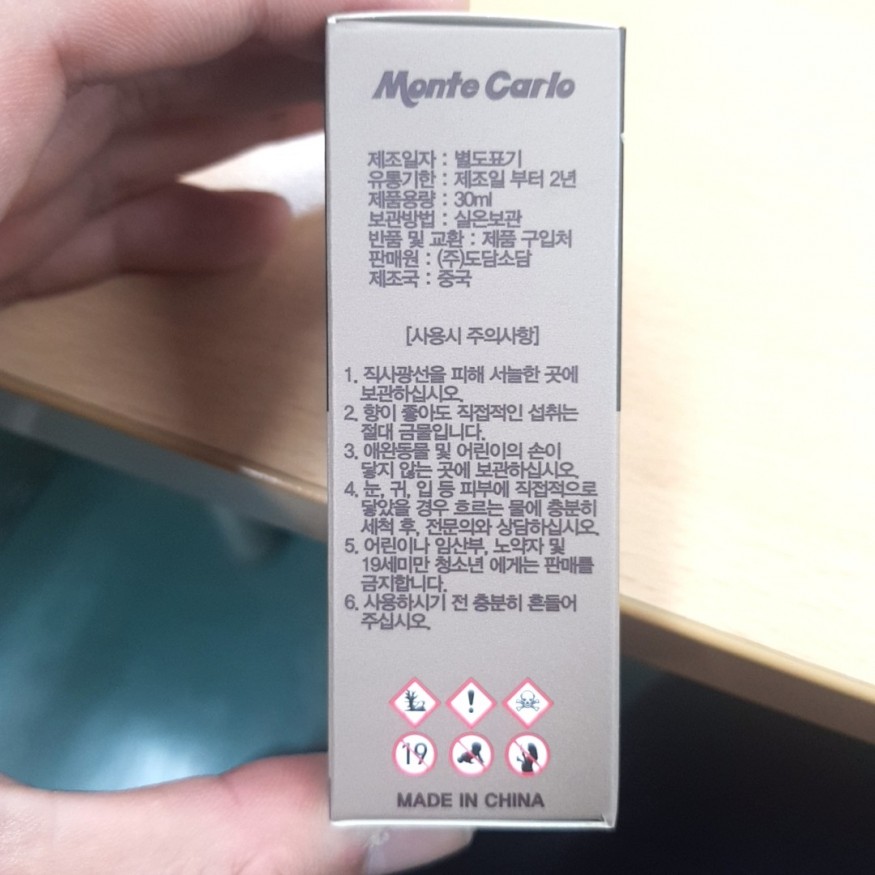 Monte Carlo
제조일자 : 별도표기
유통기한 : 제조일 부터 2년
제품용량 : 30ml
보관방법 : 실온보관
반품 및 교환 : 제품 구입처
판매원 : (주)도담소담
제조국 : 중국
[사용시 주의사항]
1. 직사광선을 피해 서늘한 곳에
보관하십시오.
2. 향이 좋아도 직접적인 섭취는
절대 금물입니다.
3. 애완동물 및 어린이의 손이
닿지 않는 곳에 보관하십시오.
4. 눈, 귀, 입 등 피부에 직접적으로
닿았을 경우 흐르는 물에 충분히
세척 후, 전문의와 상담하십시오.
5. 어린이나 임산부, 노약자 및
19세미만 청소년 에게는 판매를
금지합니다.
6. 사용하시기 전 충분히 흔들어
주십시오.
19
MADE IN CHINA